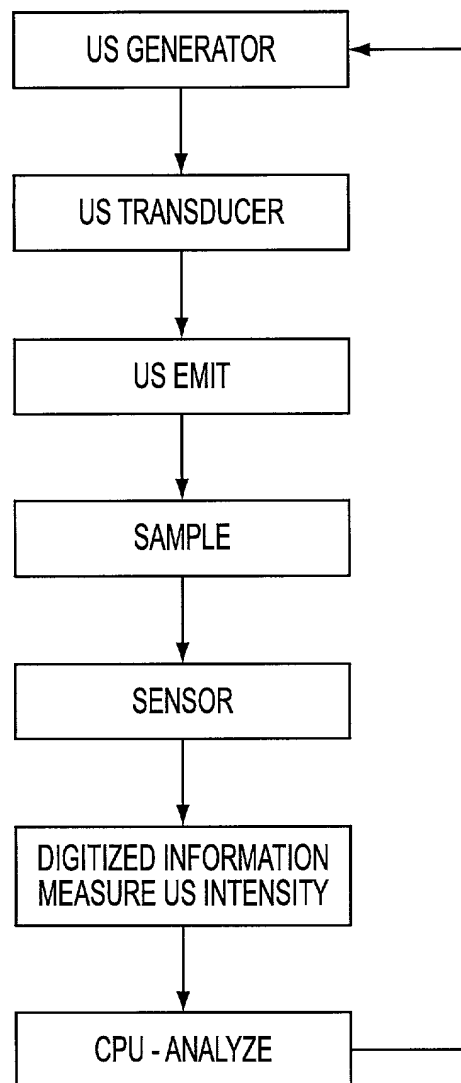 US GENERATOR
US TRANSDUCER
US EMIT
SAMPLE
SENSOR
DIGITIZED INFORMATION
MEASURE US INTENSITY
CPU - ANALYZE